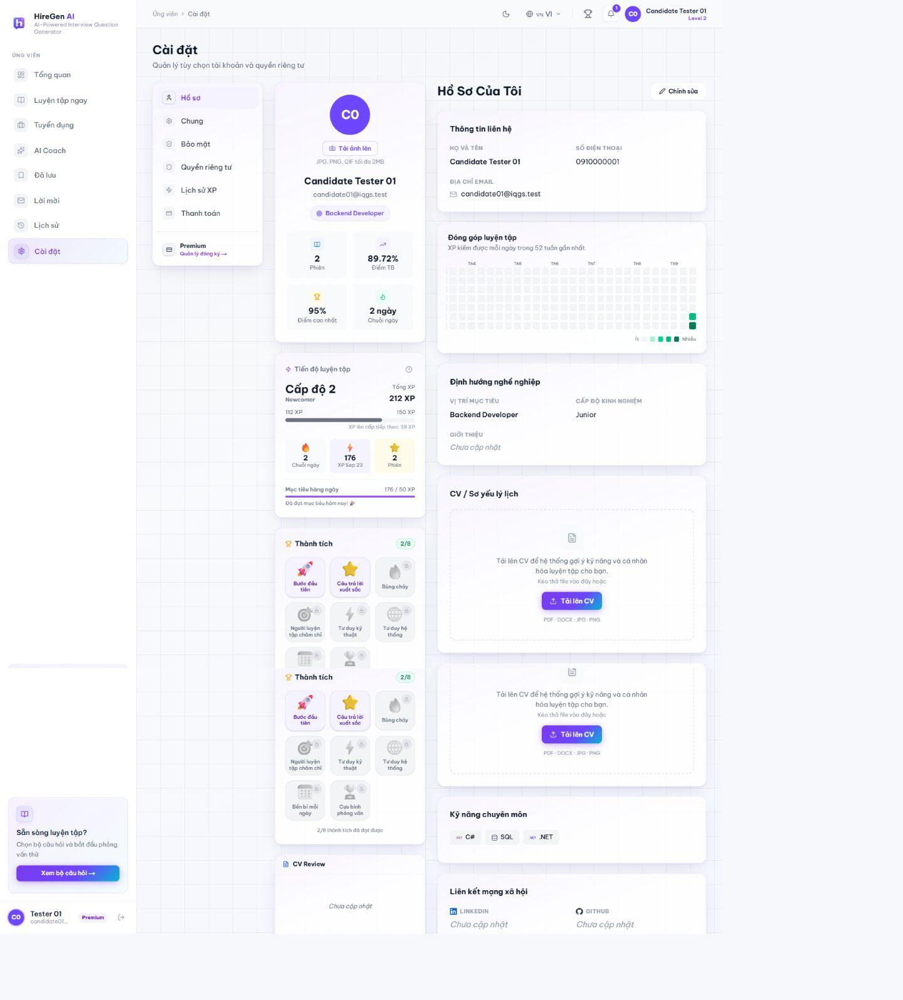 HireGen AI
AI-Powered Interview Question
Generator
ỨNG VIÊN
Tổng quan
Luyện tập ngay
Tuyển dụng
AI Coach
Đã lưu
Lời mời
Lịch sử
Cài đặt
Sẵn sàng luyện tập?
Chọn bộ câu hỏi và bắt đầu phỏng
vấn thử
Xem bộ câu hỏi →
C0
Tester 01
candidate01...
Premium
Ứng viên > Cài đặt
VN VI
1
C0
Candidate Tester 01
Level 2
Cài đặt
Quản lý tùy chọn tài khoản và quyền riêng tư
Hồ sơ
Chung
Bảo mật
Quyền riêng tư
Lịch sử XP
Thanh toán
Premium
Quản lý đăng ký →
C0
Tải ảnh lên
JPG, PNG, GIF tối đa 2MB
Candidate Tester 01
candidate01@iqgs.test
Backend Developer
2
Phiên
89.72%
Điểm TB
95%
Điểm cao nhất
2 ngày
Chuỗi ngày
Tiến độ luyện tập
Cấp độ 2
Newcomer
Tổng XP
212 XP
112 XP
150 XP
XP lên cấp tiếp theo: 38 XP
2
Chuỗi ngày
176
XP Sep 23
2
Phiên
Mục tiêu hàng ngày
176 / 50 XP
Đã đạt mục tiêu hôm nay! 🎉
Thành tích
2/8
Bước đầu
tiên
Câu trả lời
xuất sắc
Bùng cháy
Người luyện
tập chăm chỉ
Tư duy kỹ
thuật
Tư duy hệ
thống
Thành tích
2/8
Bước đầu
tiên
Câu trả lời
xuất sắc
Bùng cháy
Người luyện
tập chăm chỉ
Tư duy kỹ
thuật
Tư duy hệ
thống
Bền bỉ mỗi
ngày
Cựu binh
phỏng vấn
2/8 thành tích đã đạt được
CV Review
Chưa cập nhật
Hồ Sơ Của Tôi
Chỉnh sửa
Thông tin liên hệ
HỌ VÀ TÊN
Candidate Tester 01
SỐ ĐIỆN THOẠI
0910000001
ĐỊA CHỈ EMAIL
candidate01@iqgs.test
Đóng góp luyện tập
XP kiếm được mỗi ngày trong 52 tuần gần nhất
Th4
Th5
Th6
Th7
Th8
Th9
Ít
Nhiều
Định hướng nghề nghiệp
VỊ TRÍ MỤC TIÊU
Backend Developer
CẤP ĐỘ KINH NGHIỆM
Junior
GIỚI THIỆU
Chưa cập nhật
CV / Sơ yếu lý lịch
Tải lên CV để hệ thống gợi ý kỹ năng và cá nhân
hóa luyện tập cho bạn.
Kéo thả file vào đây hoặc
Tải lên CV
PDF · DOCX · JPG · PNG
Tải lên CV để hệ thống gợi ý kỹ năng và cá nhân
hóa luyện tập cho bạn.
Kéo thả file vào đây hoặc
Tải lên CV
PDF · DOCX · JPG · PNG
Kỹ năng chuyên môn
.NET C#
SQL
.NET .NET
Liên kết mạng xã hội
LINKEDIN
Chưa cập nhật
GITHUB
Chưa cập nhật